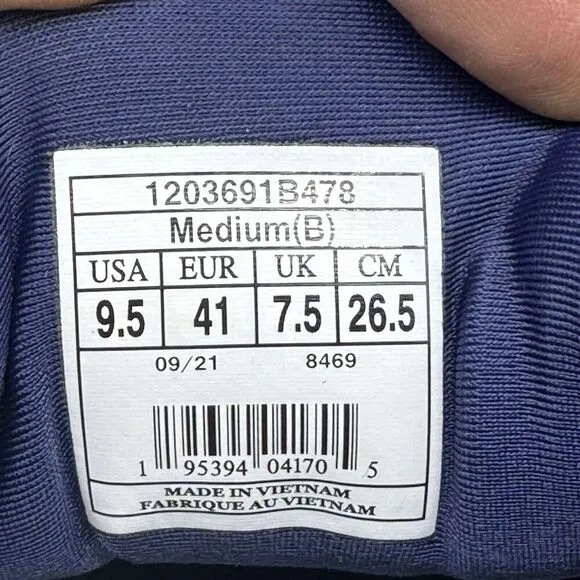 1203691B478
Medium(B)
USA EUR UK CM
9.5 41 7.5 26.5
09/21 8469
1 95394 04170 5
MADE IN VIETNAM
FABRIQUE AU VIETNAM